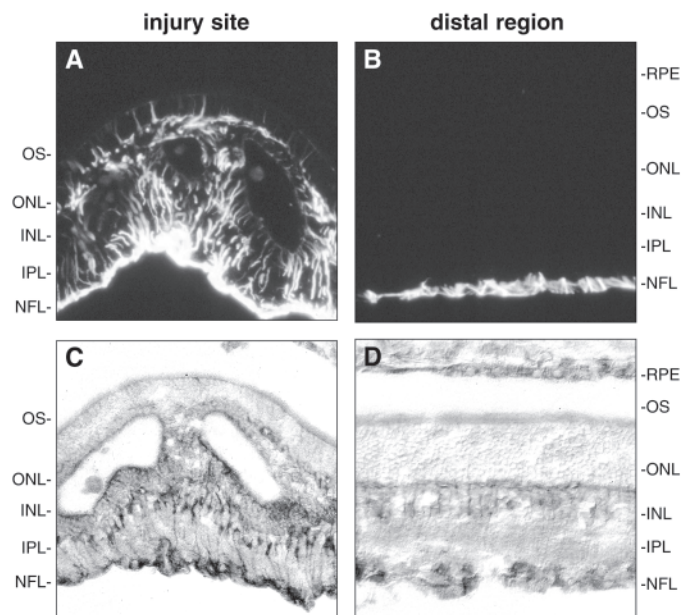 injury site
distal region
A
B
OS-
ONL-
INL-
IPL-
NFL-
-RPE
-OS
-ONL
-INL
-IPL
-NFL
C
D
OS-
ONL-
INL-
IPL-
NFL-
-RPE
-OS
-ONL
-INL
-IPL
-NFL